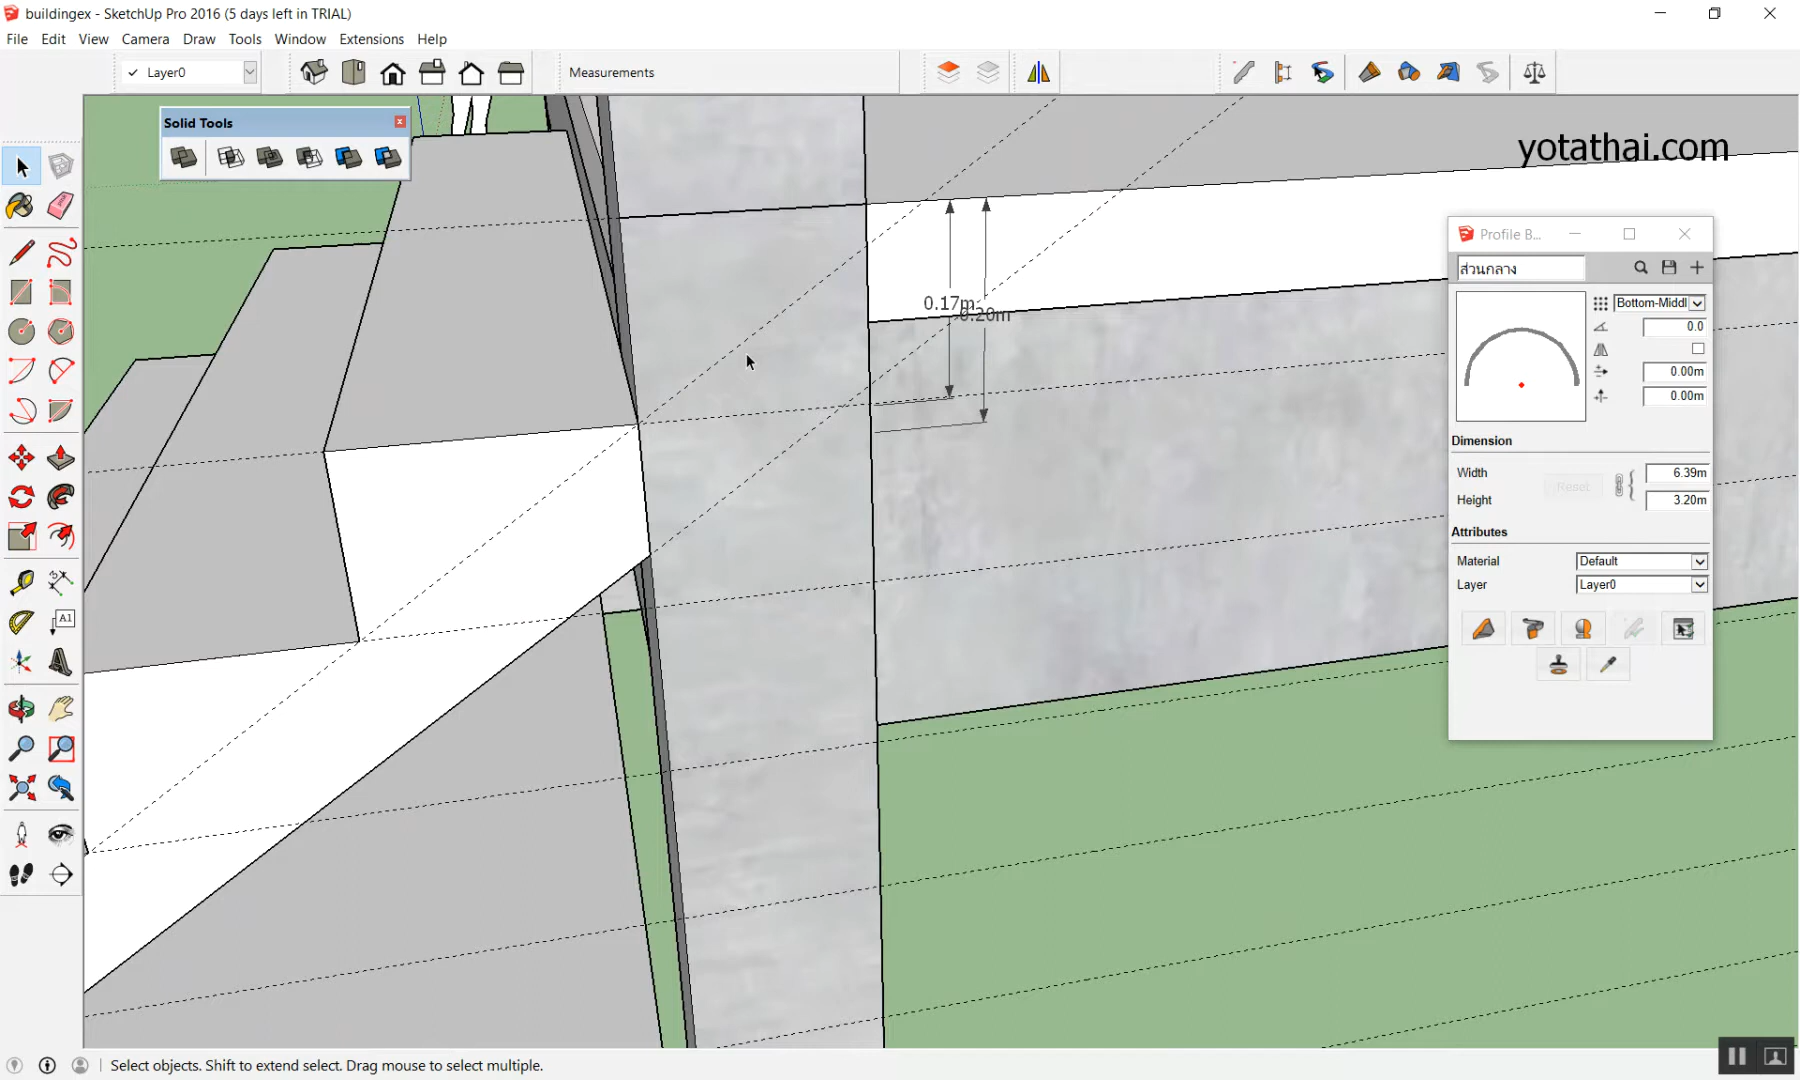 buildingex - SketchUp Pro 2016 (5 days left in TRIAL)
File Edit View Camera Draw Tools Window Extensions Help
Layer0
Measurements
Solid Tools
yotathai.com
Profile B...
ส่วนกลาง
Bottom-Middl
0.0
0.00m
0.00m
0.17m
0.20m
Dimension
Width 6.39m
Reset
Height 3.20m
Attributes
Material Default
Layer Layer0
A1
Select objects. Shift to extend select. Drag mouse to select multiple.